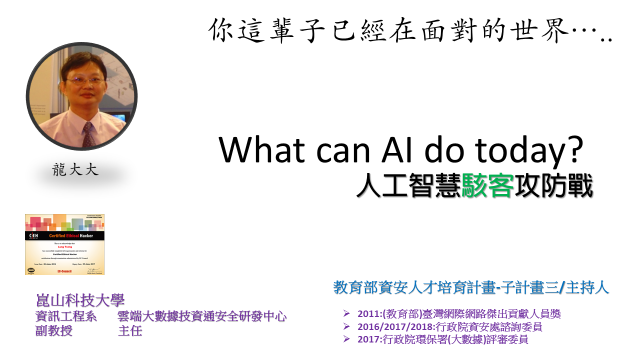 你這輩子已經在面對的世界…..
龍大大
What can AI do today?
人工智慧駭客攻防戰
CEH
Certified Ethical Hacker
教育部資安人才培育計畫-子計畫三/主持人
崑山科技大學
資訊工程系 雲端大數據技資通安全研發中心
副教授 主任
2011:(教育部)臺灣網際網路傑出貢獻人員獎
2016/2017/2018:行政院資安處諮詢委員
2017:行政院環保署(大數據)評審委員